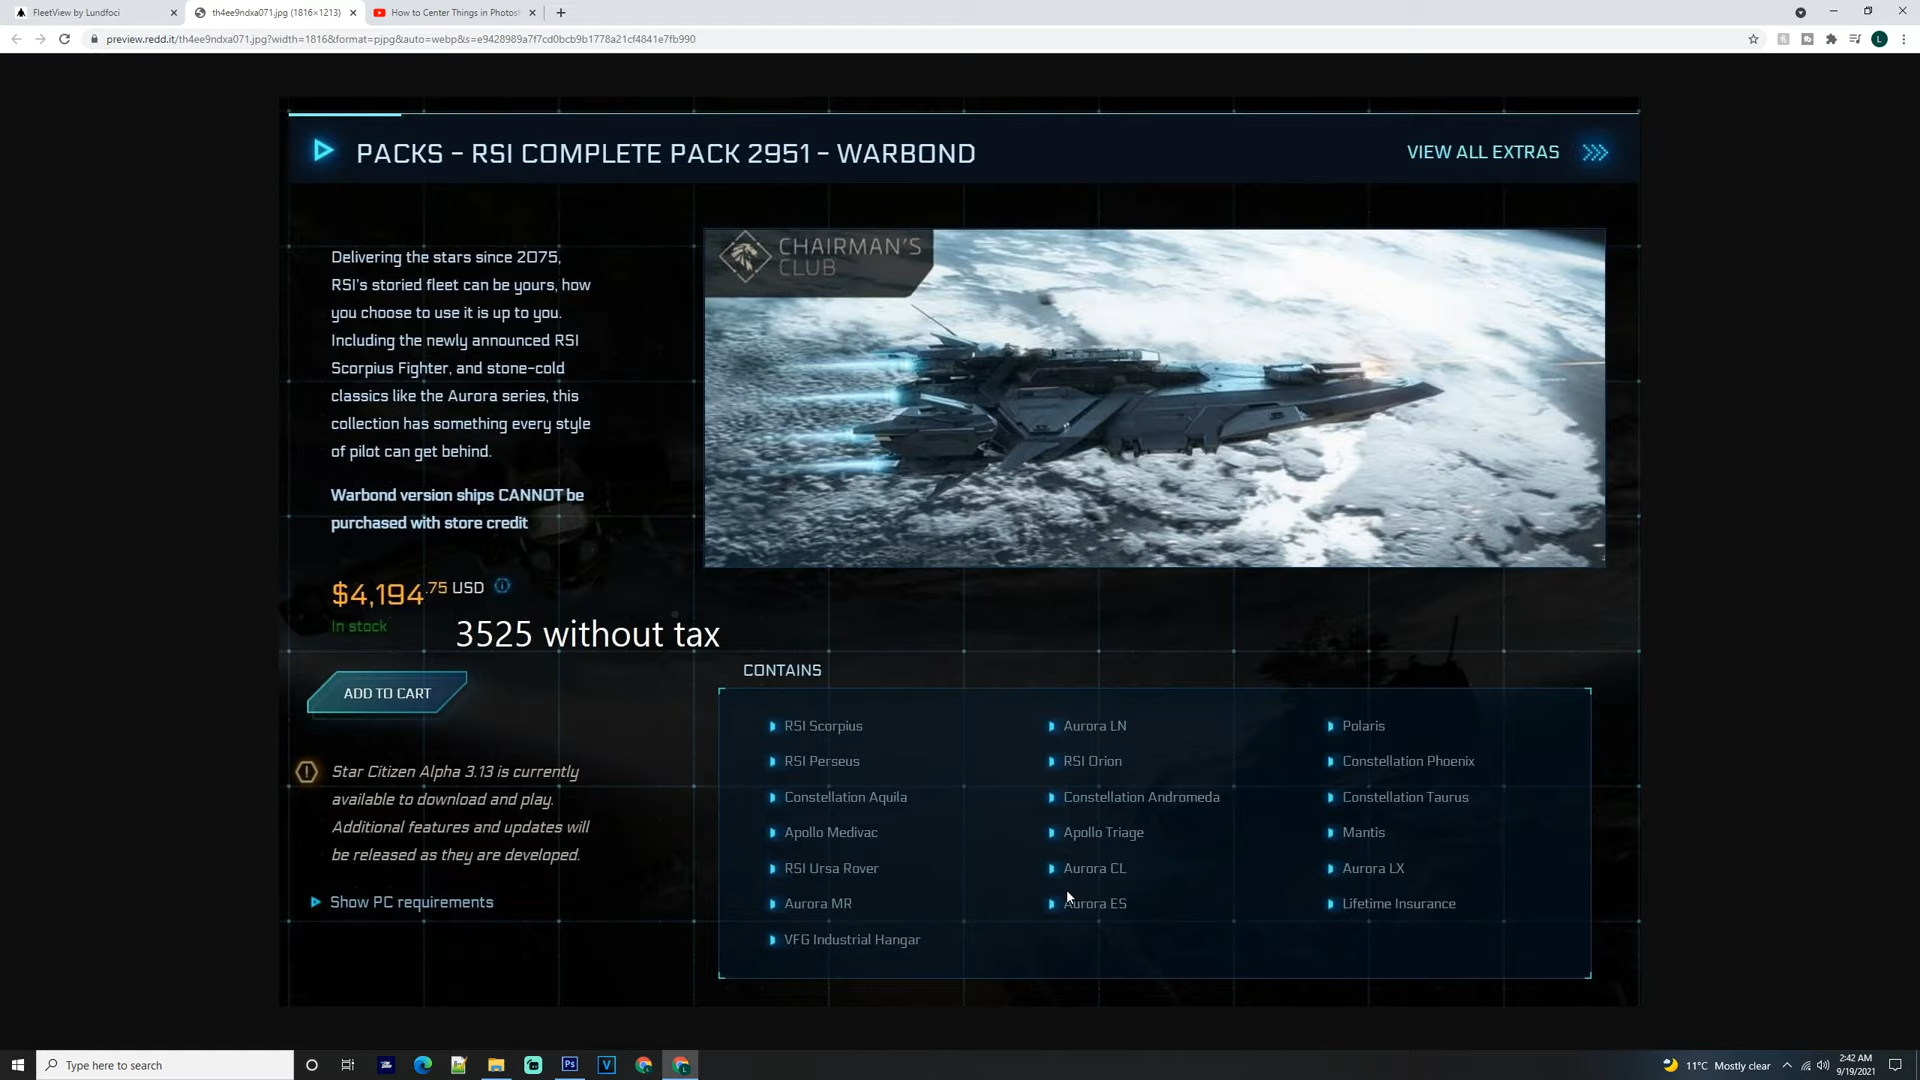 FleetView by Lundfoci
th4ee9ndxa071.jpg (1816×1213)
How to Center Things in Photos
preview.redd.it/th4ee9ndxa071.jpg?width=1816&format=pjpg&auto=webp&s=e9428989a7f7cd0bcb9b1778a21cf4841e7fb990
L
PACKS - RSI COMPLETE PACK 2951 - WARBOND
VIEW ALL EXTRAS
CHAIRMAN'S
CLUB
Delivering the stars since 2075,
RSI's storied fleet can be yours, how
you choose to use it is up to you.
Including the newly announced RSI
Scorpius Fighter, and stone-cold
classics like the Aurora series, this
collection has something every style
of pilot can get behind.
Warbond version ships CANNOT be
purchased with store credit
$4,194.75 USD
In stock
3525 without tax
ADD TO CART
Star Citizen Alpha 3.13 is currently
available to download and play.
Additional features and updates will
be released as they are developed.
Show PC requirements
CONTAINS
RSI Scorpius
Aurora LN
Polaris
RSI Perseus
RSI Orion
Constellation Phoenix
Constellation Aquila
Constellation Andromeda
Constellation Taurus
Apollo Medivac
Apollo Triage
Mantis
RSI Ursa Rover
Aurora CL
Aurora LX
Aurora MR
Aurora ES
Lifetime Insurance
VFG Industrial Hangar
Type here to search
Ps
V
11°C Mostly clear
2:42 AM
9/19/2021